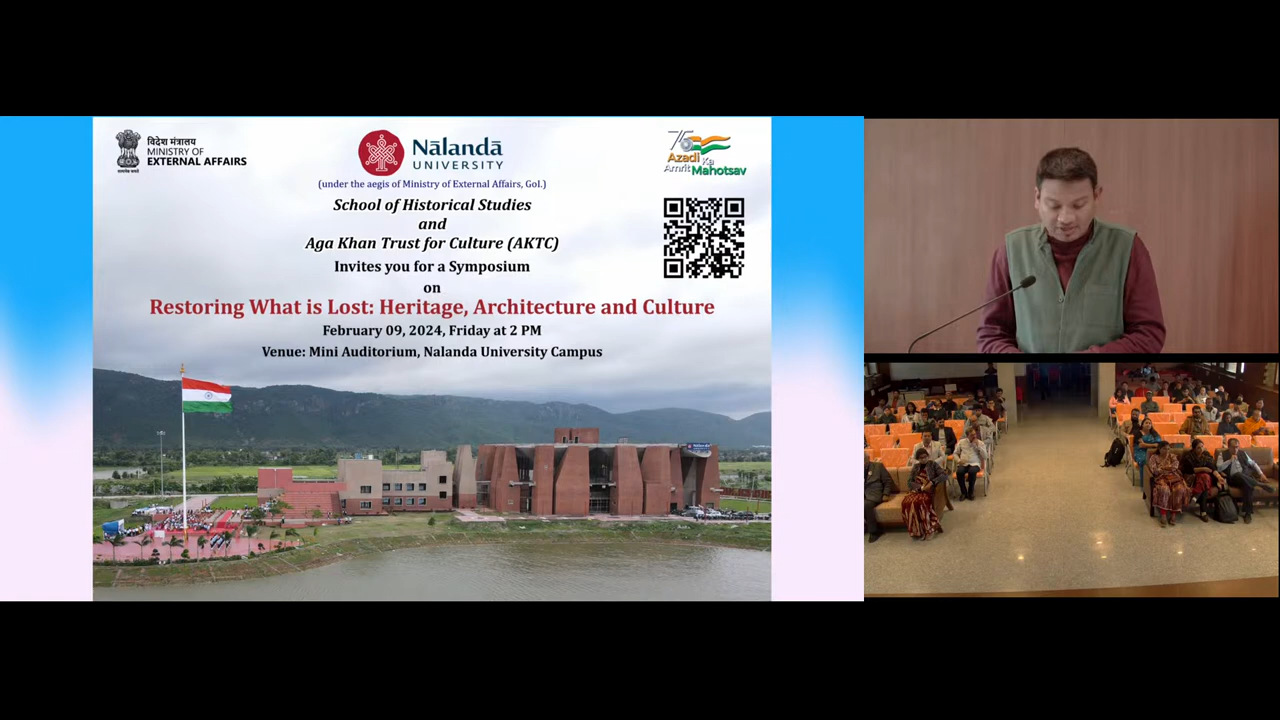 विदेश मंत्रालय
MINISTRY OF
EXTERNAL AFFAIRS
Nālandā
UNIVERSITY
75
Azadi Ka
Amrit Mahotsav
(under the aegis of Ministry of External Affairs, GoI.)
School of Historical Studies
and
Aga Khan Trust for Culture (AKTC)
Invites you for a Symposium
on
Restoring What is Lost: Heritage, Architecture and Culture
February 09, 2024, Friday at 2 PM
Venue: Mini Auditorium, Nalanda University Campus